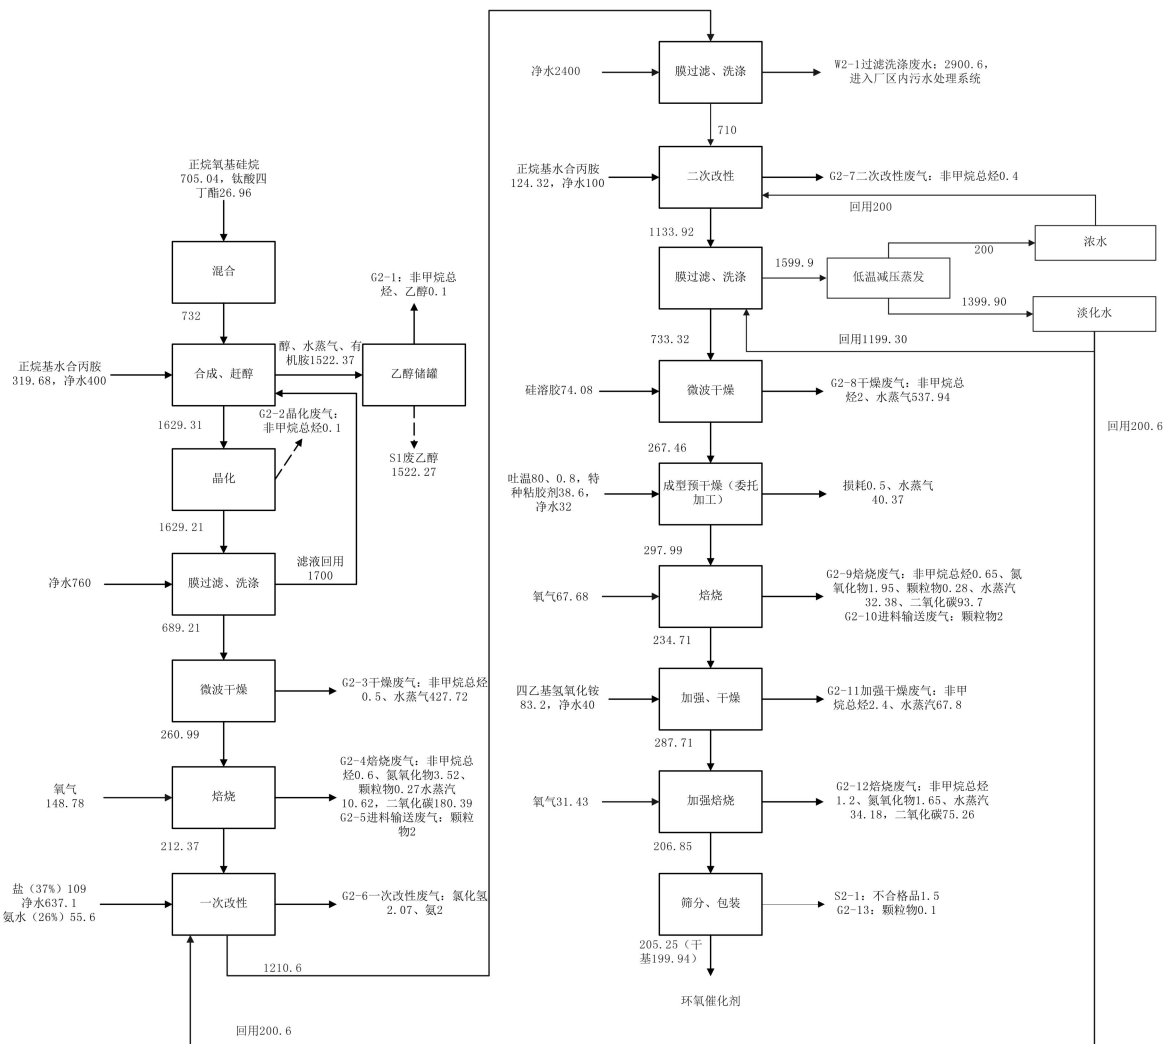 正烷氧基硅烷
705.04，钛酸四
丁酯26.96
混合
732
正烷基水合丙胺
319.68，净水400
合成、赶醇
醇、水蒸气、有
机胺1522.37
G2-1：非甲烷总
烃、乙醇0.1
乙醇储罐
S1废乙醇
1522.27
1629.31
G2-2晶化废气：
非甲烷总烃0.1
晶化
1629.21
净水760
膜过滤、洗涤
滤液回用
1700
689.21
微波干燥
G2-3干燥废气：非甲烷总烃
0.5、水蒸气427.72
260.99
氧气
148.78
焙烧
G2-4焙烧废气：非甲烷总
烃0.6、氮氧化物3.52、
颗粒物0.27水蒸汽
10.62，二氧化碳180.39
G2-5进料输送废气：颗粒
物2
212.37
盐（37%）109
净水637.1
氨水（26%）55.6
一次改性
G2-6一次改性废气：氯化氢
2.07、氨2
1210.6
回用200.6
净水2400
膜过滤、洗涤
W2-1过滤洗涤废水：2900.6，
进入厂区内污水处理系统
710
正烷基水合丙胺
124.32，净水100
二次改性
G2-7二次改性废气：非甲烷总烃0.4
回用200
1133.92
膜过滤、洗涤
1599.9
低温减压蒸发
200
浓水
1399.90
淡化水
回用1199.30
回用200.6
733.32
硅溶胶74.08
微波干燥
G2-8干燥废气：非甲烷总
烃2、水蒸气537.94
267.46
吐温80、0.8，特
种粘胶剂38.6，
净水32
成型预干燥（委托
加工）
损耗0.5、水蒸气
40.37
297.99
氧气67.68
焙烧
G2-9焙烧废气：非甲烷总烃0.65、氮
氧化物1.95、颗粒物0.28、水蒸汽
32.38、二氧化碳93.7
G2-10进料输送废气：颗粒物2
234.71
四乙基氢氧化铵
83.2，净水40
加强、干燥
G2-11加强干燥废气：非甲
烷总烃2.4、水蒸汽67.8
287.71
氧气31.43
加强焙烧
G2-12焙烧废气：非甲烷总烃
1.2、氮氧化物1.65、水蒸汽
34.18，二氧化碳75.26
206.85
筛分、包装
S2-1：不合格品1.5
G2-13：颗粒物0.1
205.25（干
基199.94）
环氧催化剂